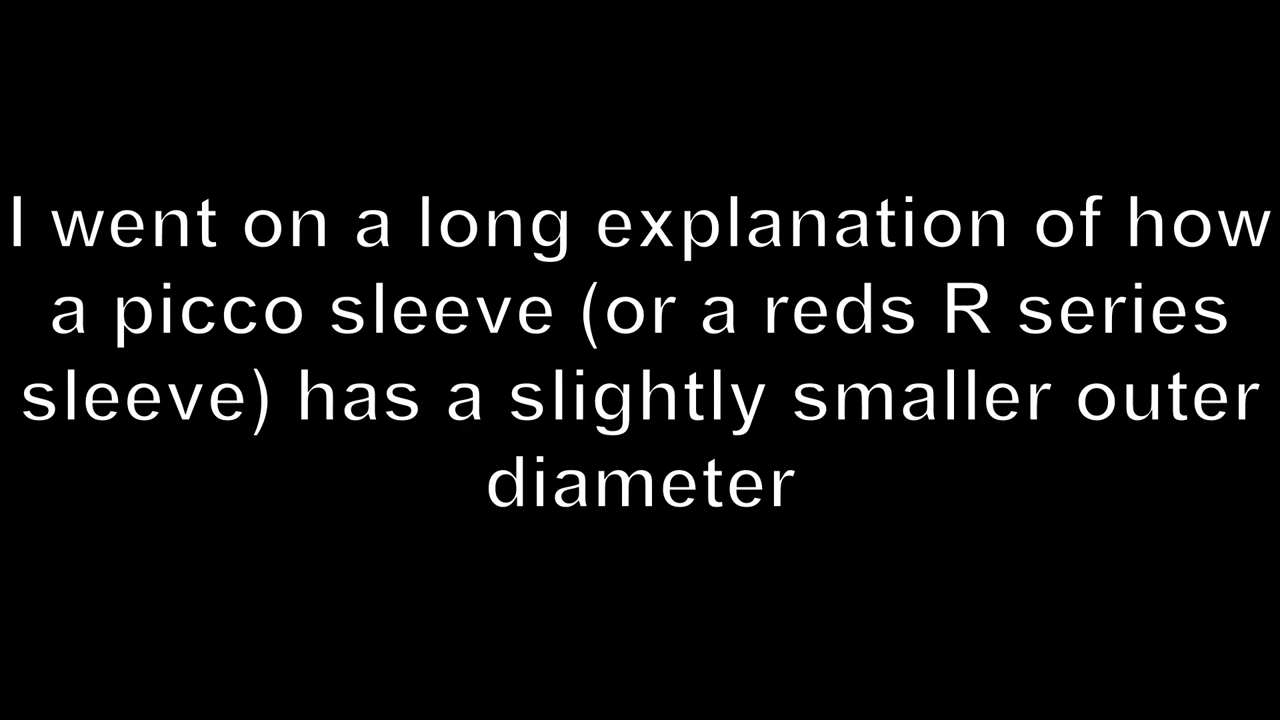 I went on a long explanation of how
a picco sleeve (or a reds R series
sleeve) has a slightly smaller outer
diameter